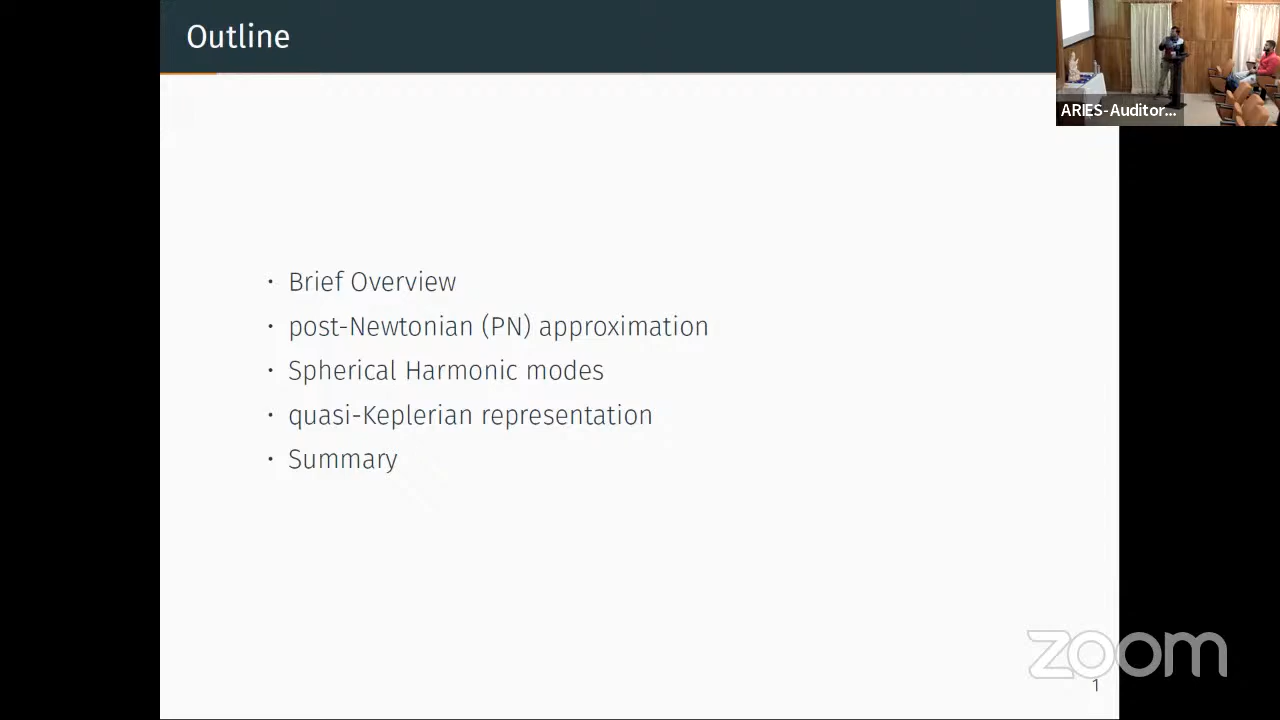 Outline
ARIES-Auditor...
· Brief Overview
· post-Newtonian (PN) approximation
· Spherical Harmonic modes
· quasi-Keplerian representation
· Summary
zoom
1